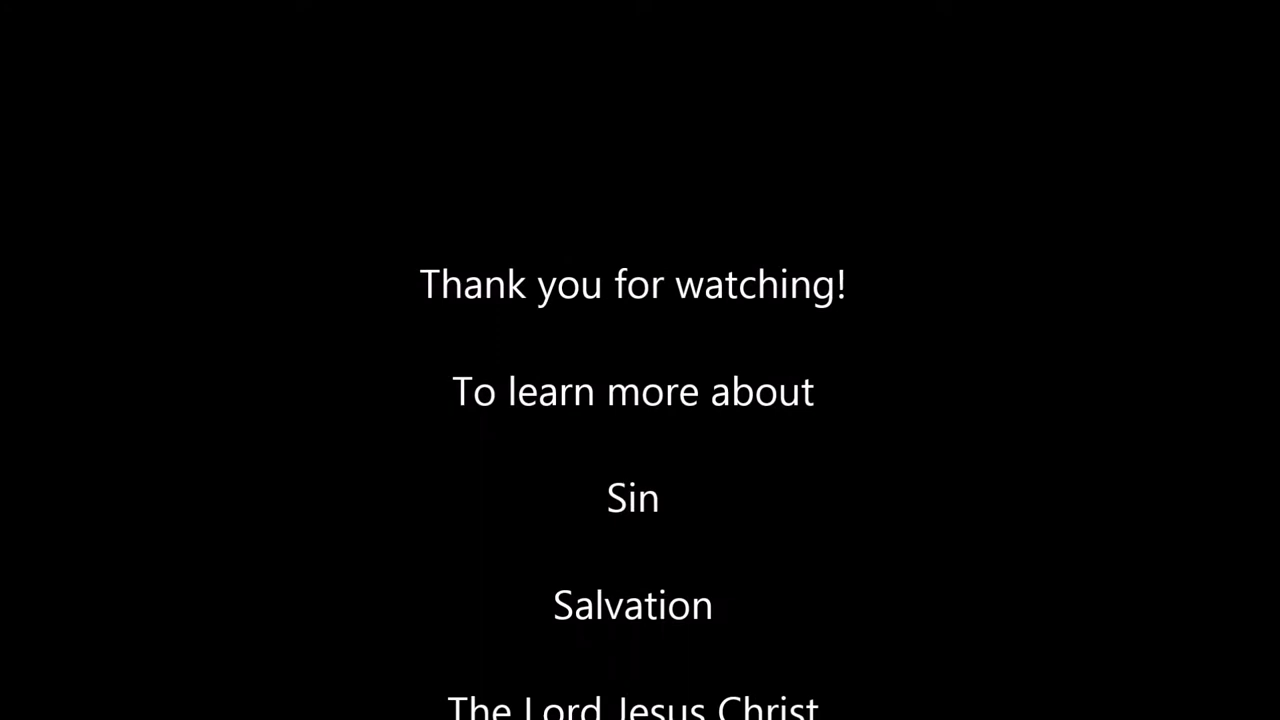 Thank you for watching!
To learn more about
Sin
Salvation
The Lord Jesus Christ